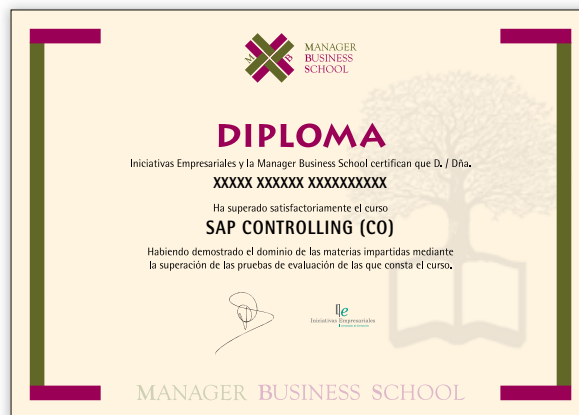 M B
MANAGER
BUSINESS
SCHOOL
DIPLOMA
Iniciativas Empresariales y la Manager Business School certifican que D. / Dña.
XXXXX XXXXXX XXXXXXXXXX
Ha superado satisfactoriamente el curso
SAP CONTROLLING (CO)
Habiendo demostrado el dominio de las materias impartidas mediante
la superación de las pruebas de evaluación de las que consta el curso.
Iniciativas Empresariales
MANAGER BUSINESS SCHOOL